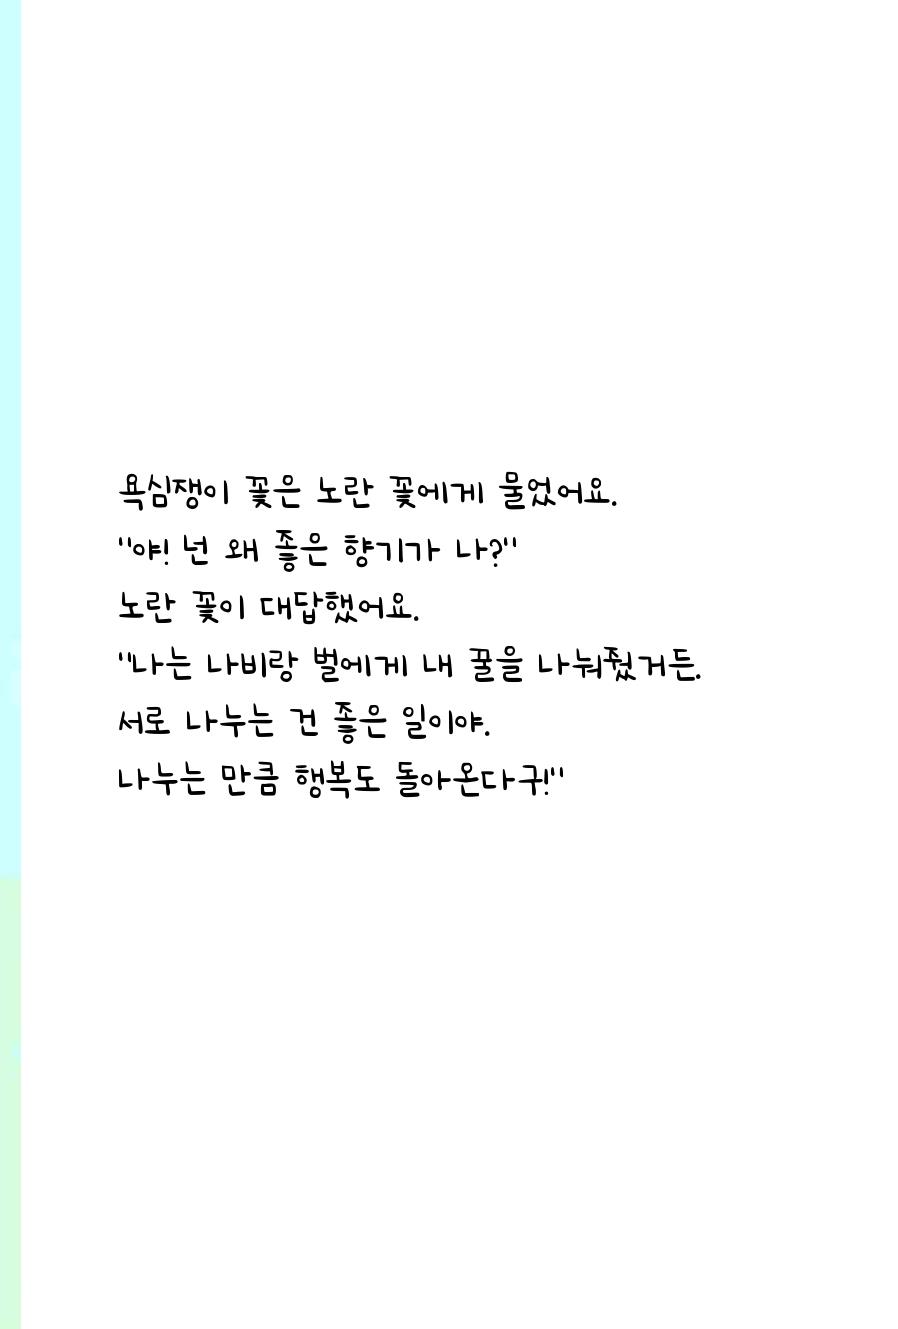 욕심쟁이 꽃은 노란 꽃에게 물었어요.
"야! 넌 왜 좋은 향기가 나?"
노란 꽃이 대답했어요.
"나는 나비랑 벌에게 내 꿀을 나눠줬거든.
서로 나누는 건 좋은 일이야.
나누는 만큼 행복도 돌아온다구!"